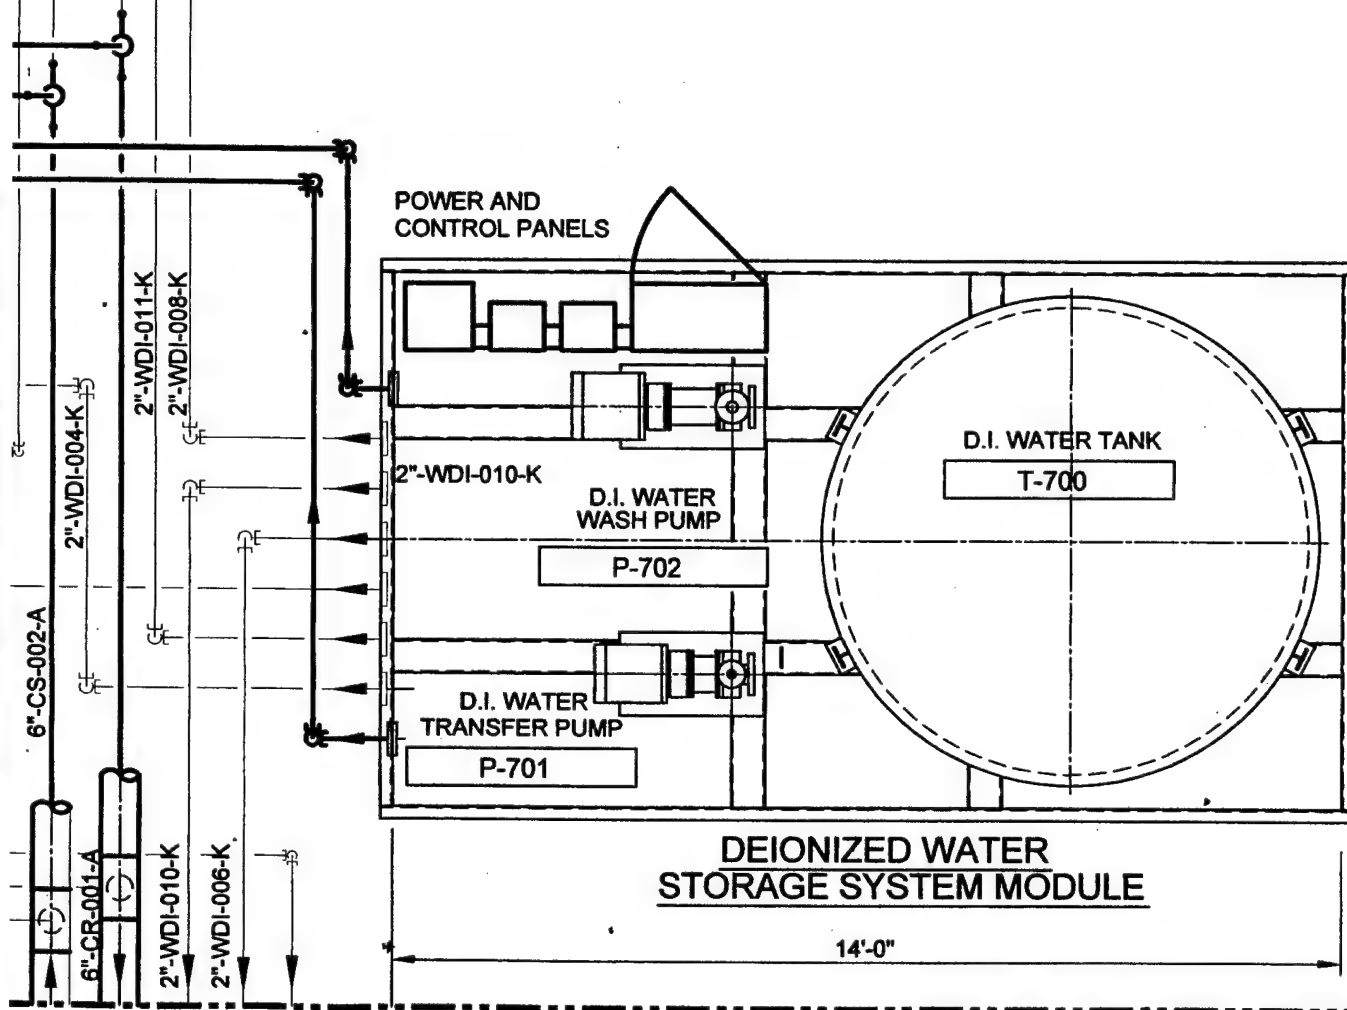 POWER AND
CONTROL PANELS
2"-WDI-011-K
2"-WDI-008-K
2"-WDI-004-K
2"-WDI-010-K
D.I. WATER
WASH PUMP
P-702
D.I. WATER TANK
T-700
6"-CS-002-A
D.I. WATER
TRANSFER PUMP
P-701
6"-CR-001-A
2"-WDI-010-K
2"-WDI-006-K
DEIONIZED WATER
STORAGE SYSTEM MODULE
14'-0"